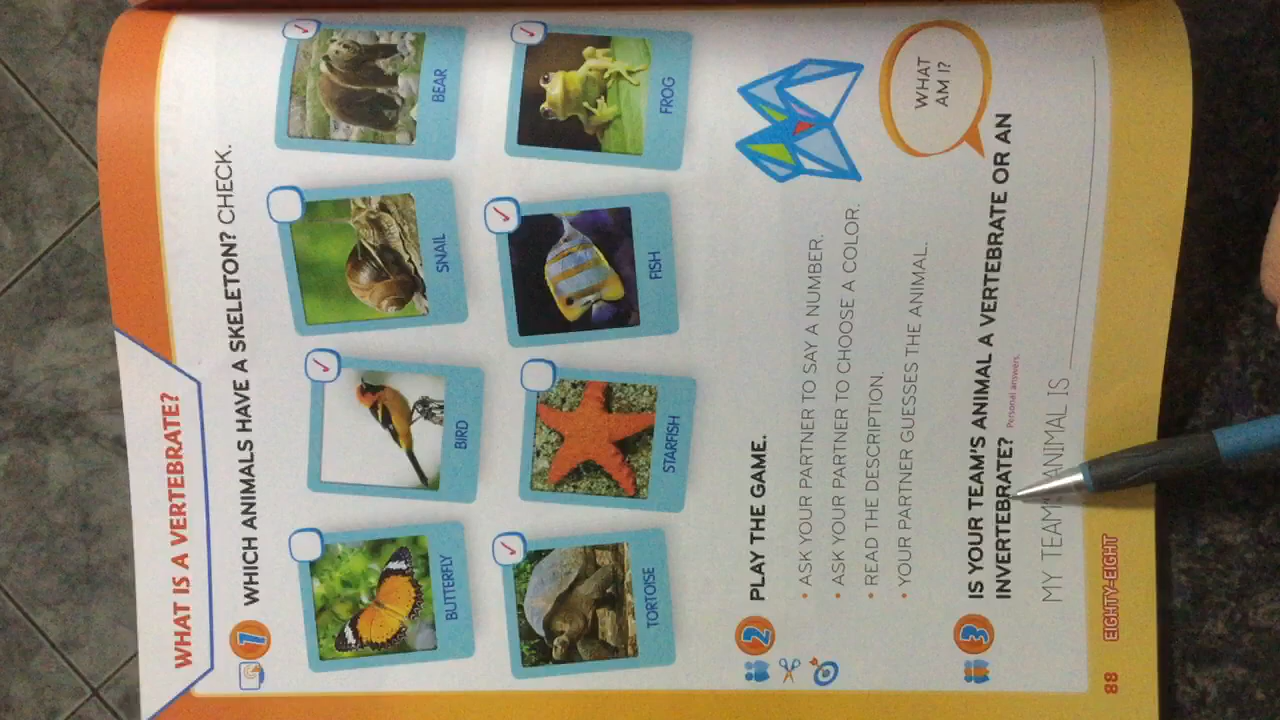 WHAT IS A VERTEBRATE?
1 WHICH ANIMALS HAVE A SKELETON? CHECK.
BUTTERFLY
BIRD
SNAIL
BEAR
TORTOISE
STARFISH
FISH
FROG
2 PLAY THE GAME.
• ASK YOUR PARTNER TO SAY A NUMBER.
• ASK YOUR PARTNER TO CHOOSE A COLOR.
• READ THE DESCRIPTION.
• YOUR PARTNER GUESSES THE ANIMAL.
WHAT
AM I?
3 IS YOUR TEAM'S ANIMAL A VERTEBRATE OR AN
INVERTEBRATE? Personal answers.
MY TEAM'S ANIMAL IS
88 EIGHTY-EIGHT